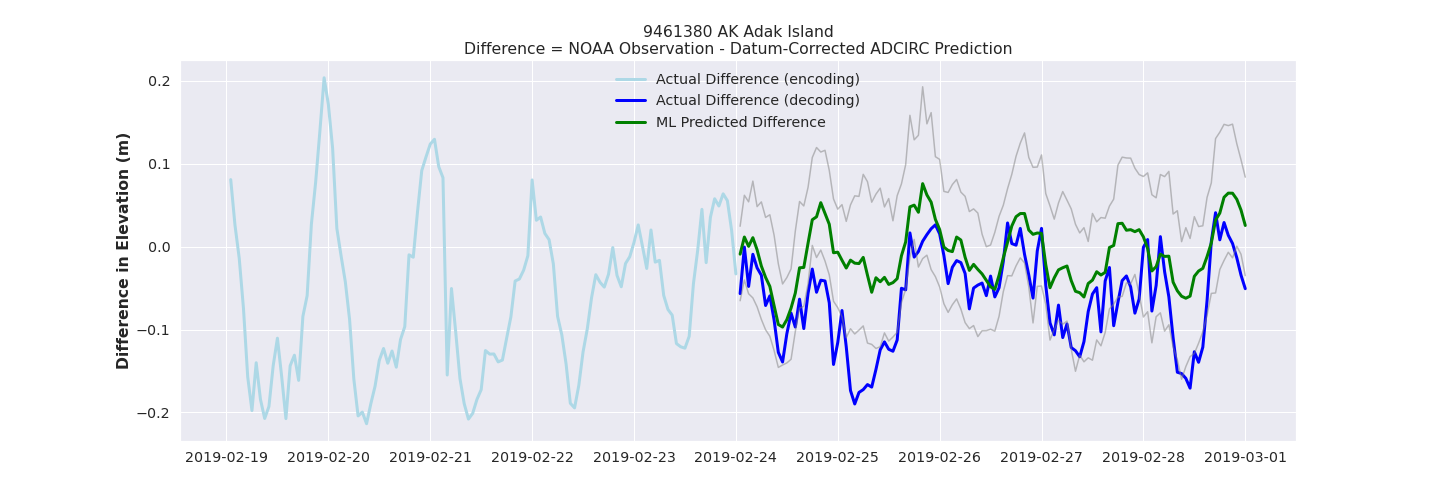 9461380 AK Adak Island
Difference = NOAA Observation - Datum-Corrected ADCIRC Prediction
Actual Difference (encoding)
Actual Difference (decoding)
ML Predicted Difference
Difference in Elevation (m)
0.2
0.1
0.0
−0.1
−0.2
2019-02-19
2019-02-20
2019-02-21
2019-02-22
2019-02-23
2019-02-24
2019-02-25
2019-02-26
2019-02-27
2019-02-28
2019-03-01